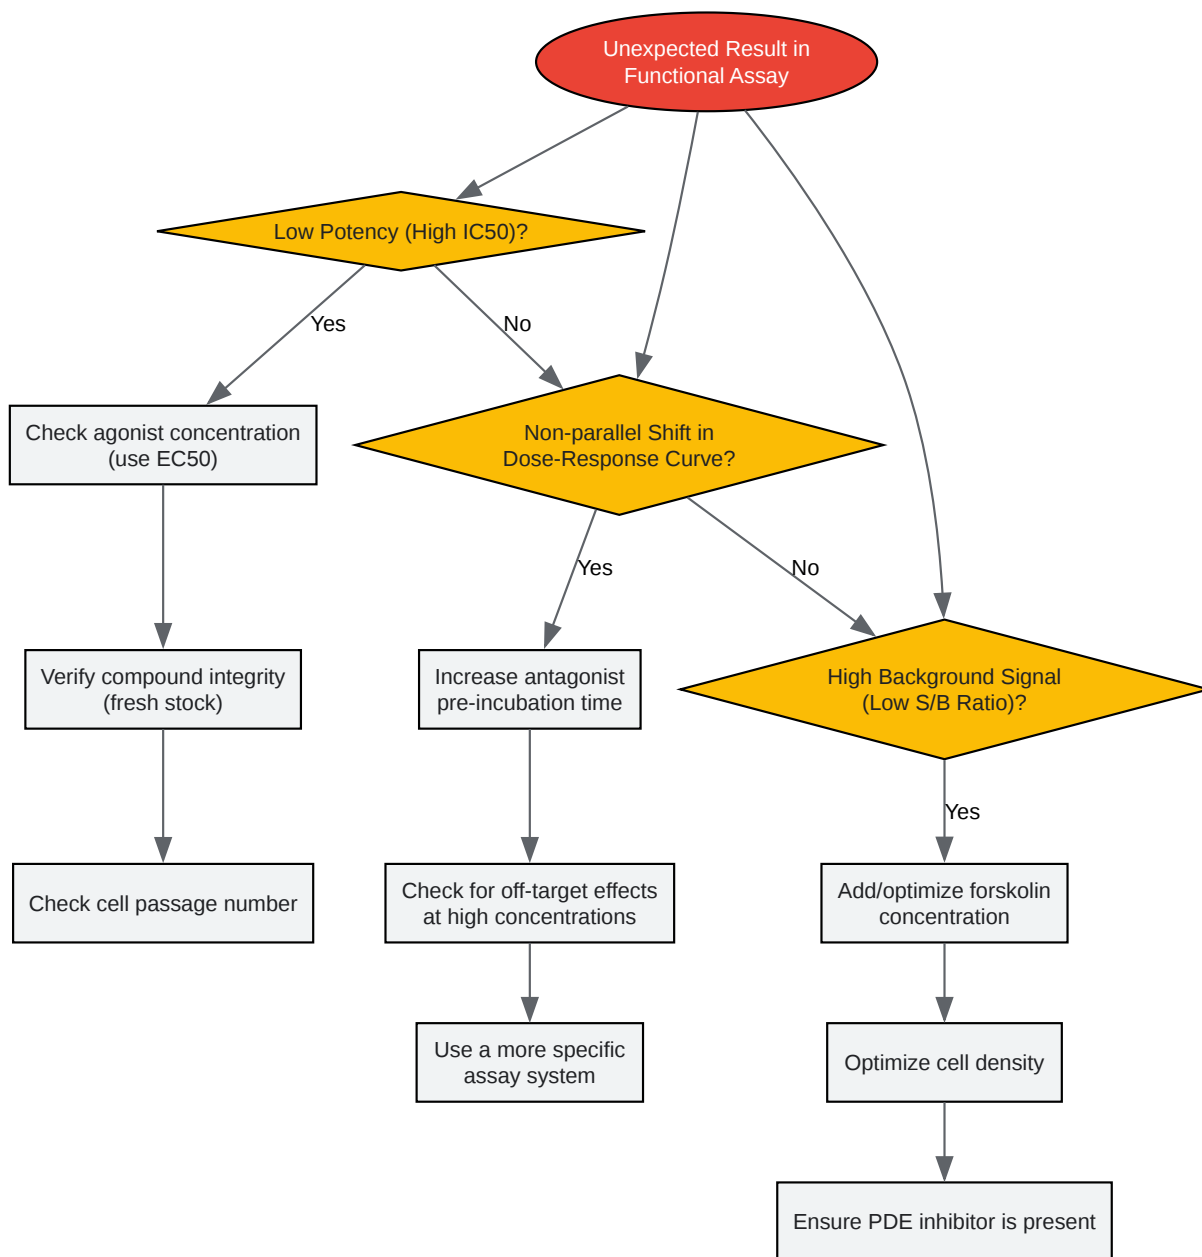 Unexpected Result in
Functional Assay
Low Potency (High IC50)?
Yes
No
Check agonist concentration
(use EC50)
Non-parallel Shift in
Dose-Response Curve?
Yes
No
Verify compound integrity
(fresh stock)
Increase antagonist
pre-incubation time
High Background Signal
(Low S/B Ratio)?
Yes
Check cell passage number
Check for off-target effects
at high concentrations
Add/optimize forskolin
concentration
Use a more specific
assay system
Optimize cell density
Ensure PDE inhibitor is present